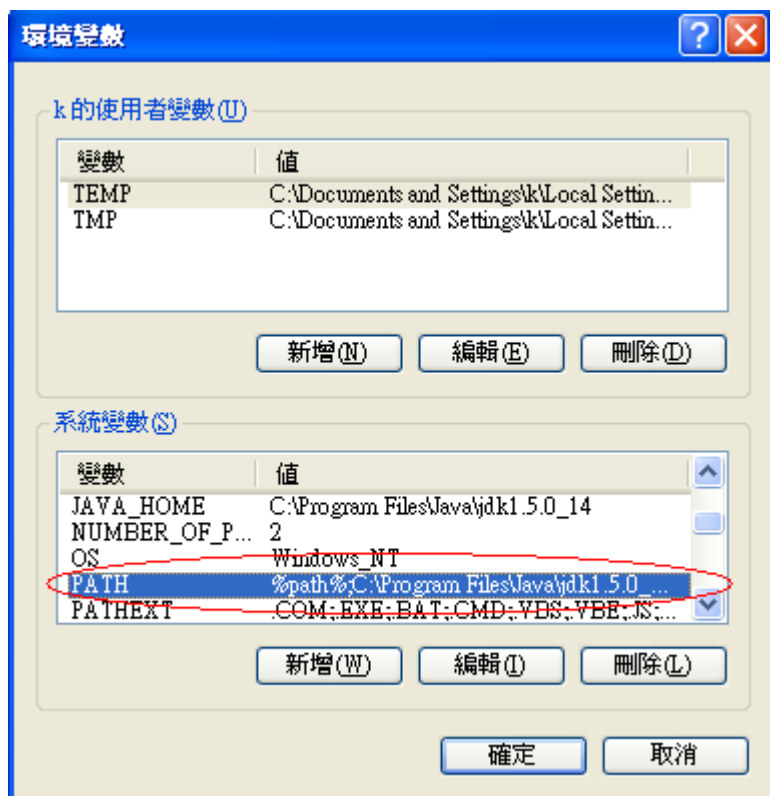 環境變數
k 的使用者變數(U)
變數 值
TEMP C:\Documents and Settings\k\Local Settin...
TMP C:\Documents and Settings\k\Local Settin...
新增(N) 編輯(E) 刪除(D)
系統變數(S)
變數 值
JAVA_HOME C:\Program Files\Java\jdk1.5.0_14
NUMBER_OF_P... 2
OS Windows_NT
PATH %path%;C:\Program Files\Java\jdk1.5.0_...
PATHEXT .COM;.EXE;.BAT;.CMD;.VBS;.VBE;.JS;...
新增(W) 編輯(I) 刪除(L)
確定 取消